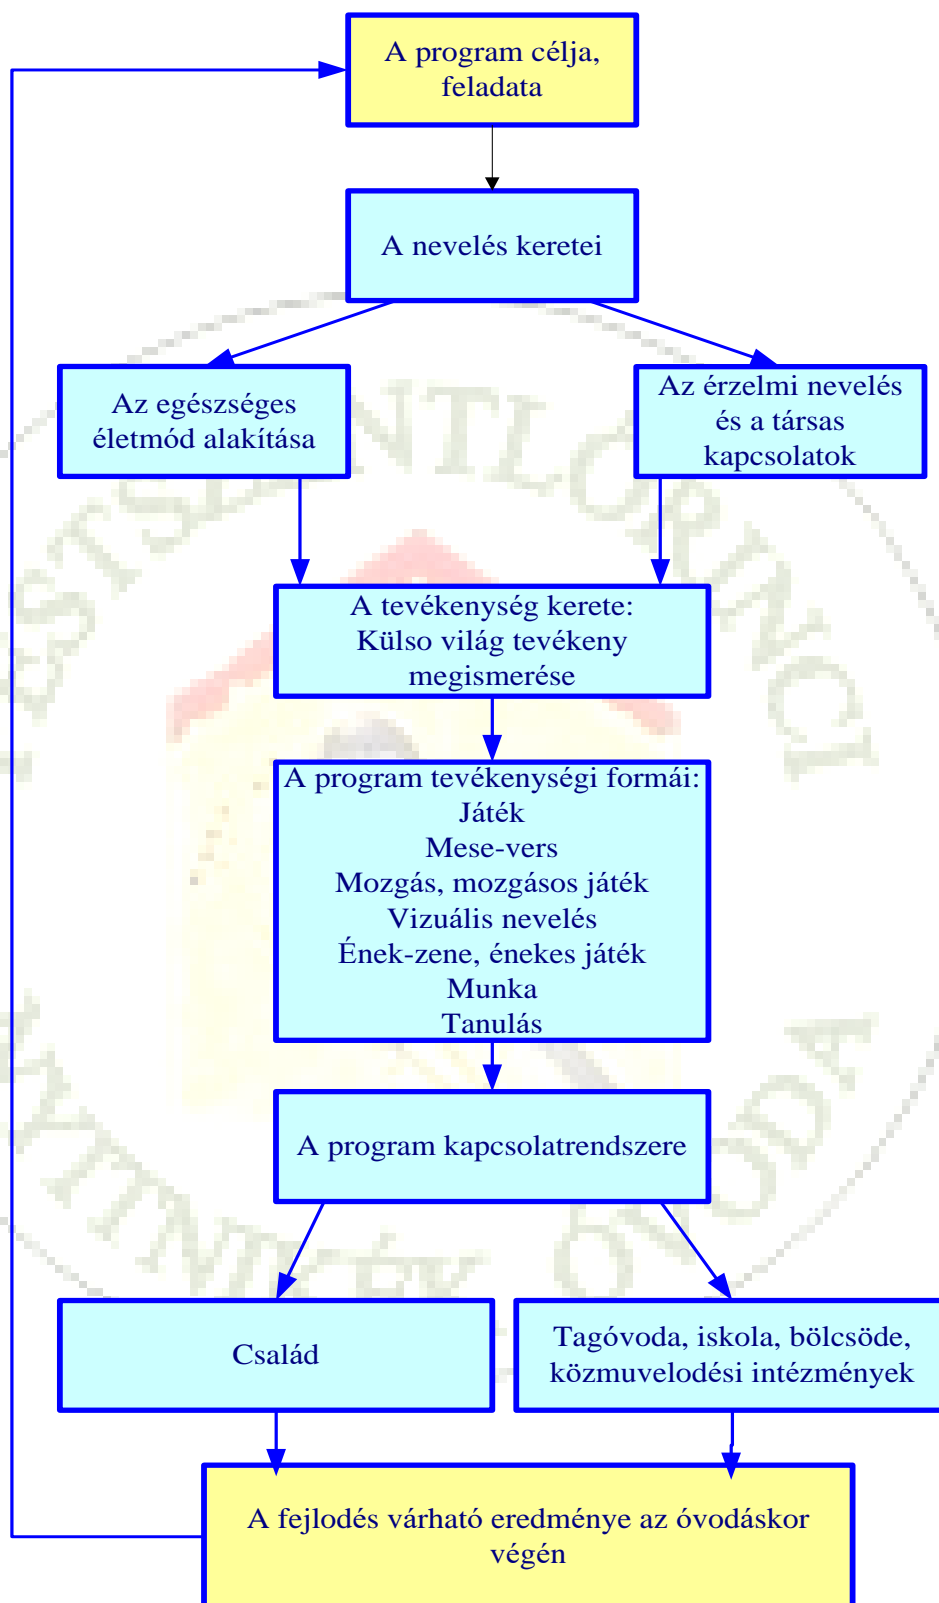 A program célja,
feladata
A nevelés keretei
Az egészséges
életmód alakítása
Az érzelmi nevelés
és a társas
kapcsolatok
A tevékenység kerete:
Külso világ tevékeny
megismerése
A program tevékenységi formái:
Játék
Mese-vers
Mozgás, mozgásos játék
Vizuális nevelés
Ének-zene, énekes játék
Munka
Tanulás
A program kapcsolatrendszere
Család
Tagóvoda, iskola, bölcsöde,
közmuvelodési intézmények
A fejlodés várható eredménye az óvodáskor
végén
ÓVODA